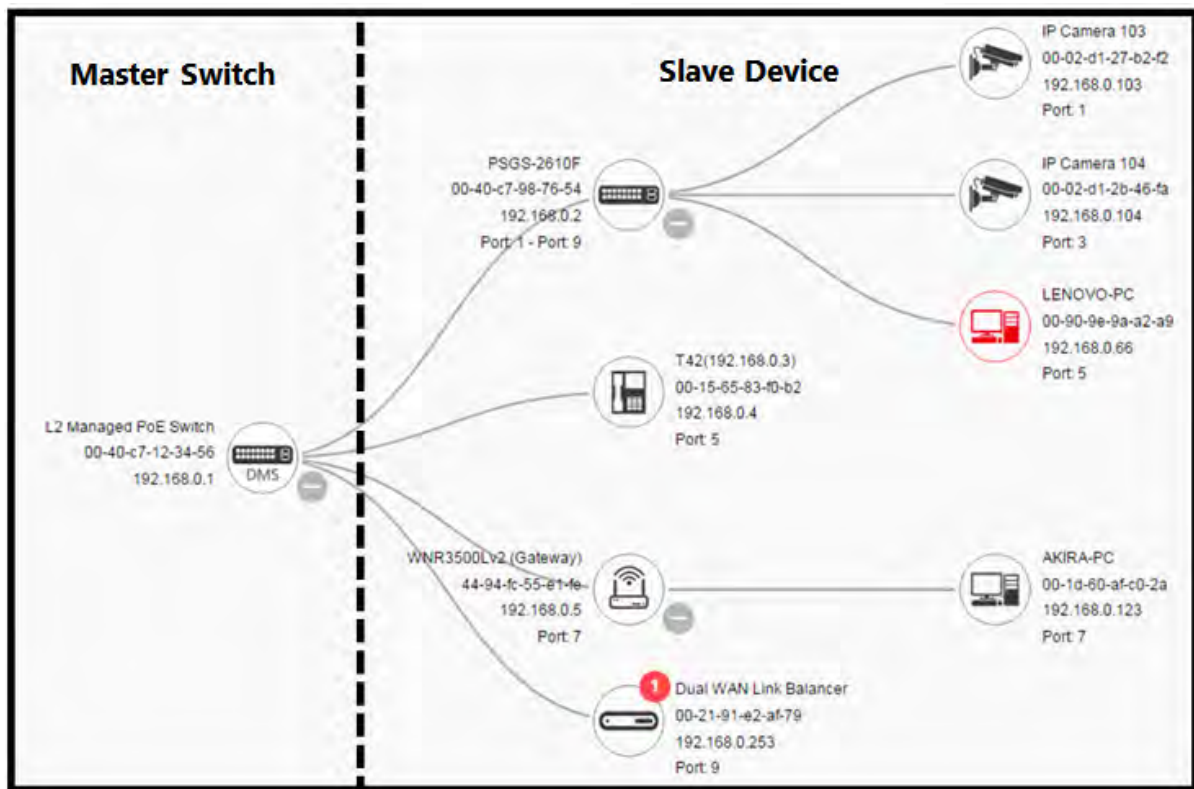 Master Switch
Slave Device
L2 Managed PoE Switch
00-40-c7-12-34-56
192.168.0.1
DMS
PSGS-2610F
00-40-c7-98-76-54
192.168.0.2
Port: 1 - Port: 9
T42(192.168.0.3)
00-15-65-83-f0-b2
192.168.0.4
Port: 5
WNR3500Lv2 (Gateway)
44-94-fc-55-e1-fe
192.168.0.5
Port: 7
1
Dual WAN Link Balancer
00-21-91-e2-af-79
192.168.0.253
Port: 9
IP Camera 103
00-02-d1-27-b2-f2
192.168.0.103
Port: 1
IP Camera 104
00-02-d1-2b-46-fa
192.168.0.104
Port: 3
LENOVO-PC
00-90-9e-9a-a2-a9
192.168.0.66
Port: 5
AKIRA-PC
00-1d-60-af-c0-2a
192.168.0.123
Port: 7